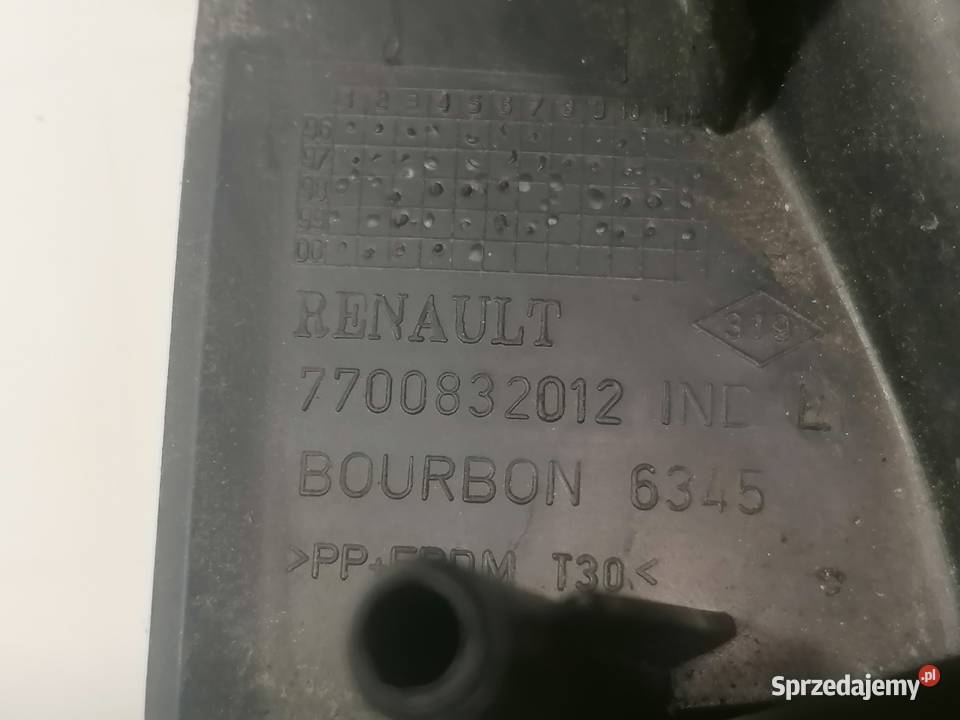 1 2 3 4 5 6 7 8 9 10 11 12
96
97
98
99
00
RENAULT
319
7700832012 IND
BOURBON 6345
>PP+EPDM T30<
Sprzedajemy.pl